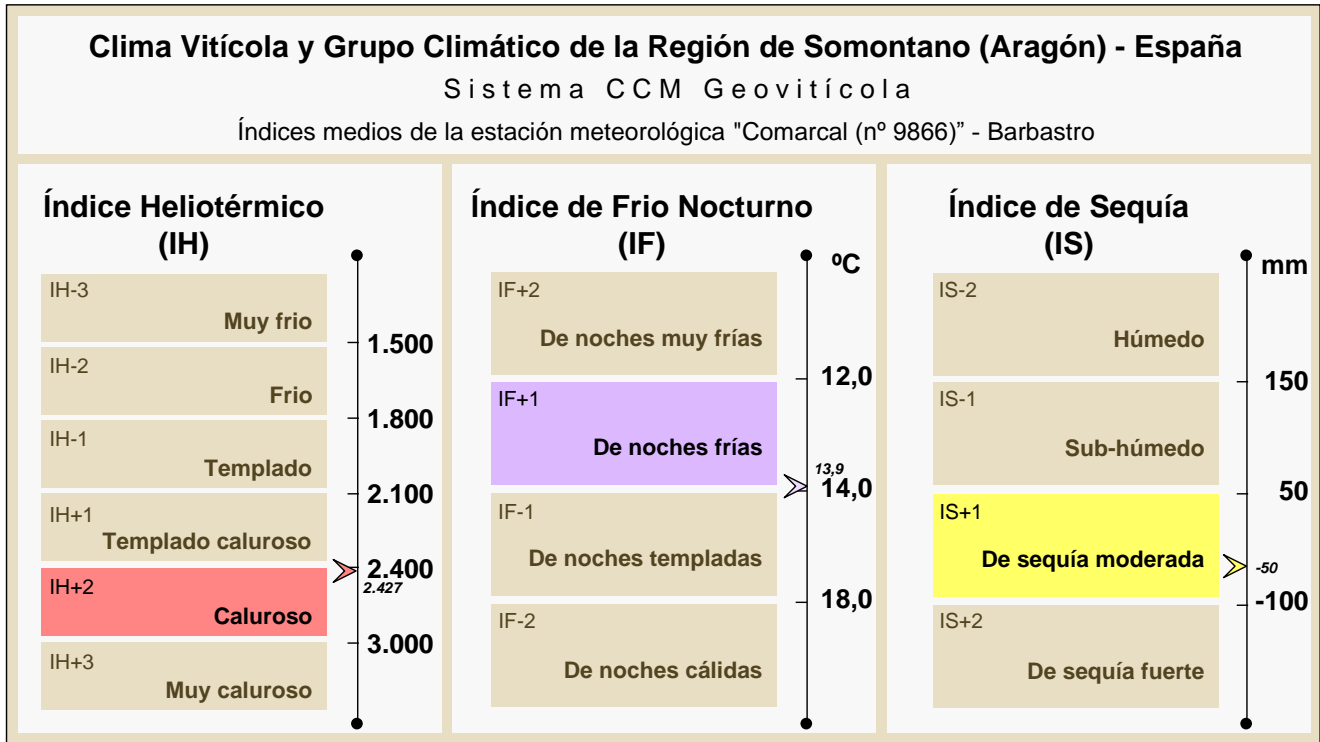 Clima Vitícola y Grupo Climático de la Región de Somontano (Aragón) - España
Sistema CCM Geovitícola
Índices medios de la estación meteorológica "Comarcal (nº 9866)” - Barbastro
Índice Heliotérmico
(IH)
IH-3
Muy frio
1.500
IH-2
Frio
1.800
IH-1
Templado
2.100
IH+1
Templado caluroso
2.400
2.427
IH+2
Caluroso
3.000
IH+3
Muy caluroso
Índice de Frio Nocturno
(IF)
ºC
IF+2
De noches muy frías
12,0
IF+1
De noches frías
13,9
14,0
IF-1
De noches templadas
18,0
IF-2
De noches cálidas
Índice de Sequía
(IS)
mm
IS-2
Húmedo
150
IS-1
Sub-húmedo
50
IS+1
De sequía moderada
-50
-100
IS+2
De sequía fuerte